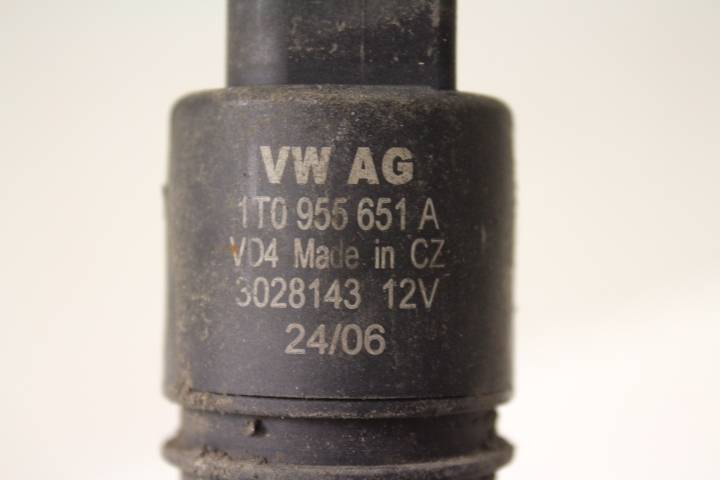 VW AG
1T0 955 651 A
VD4 Made in CZ
3028143 12V
24/06